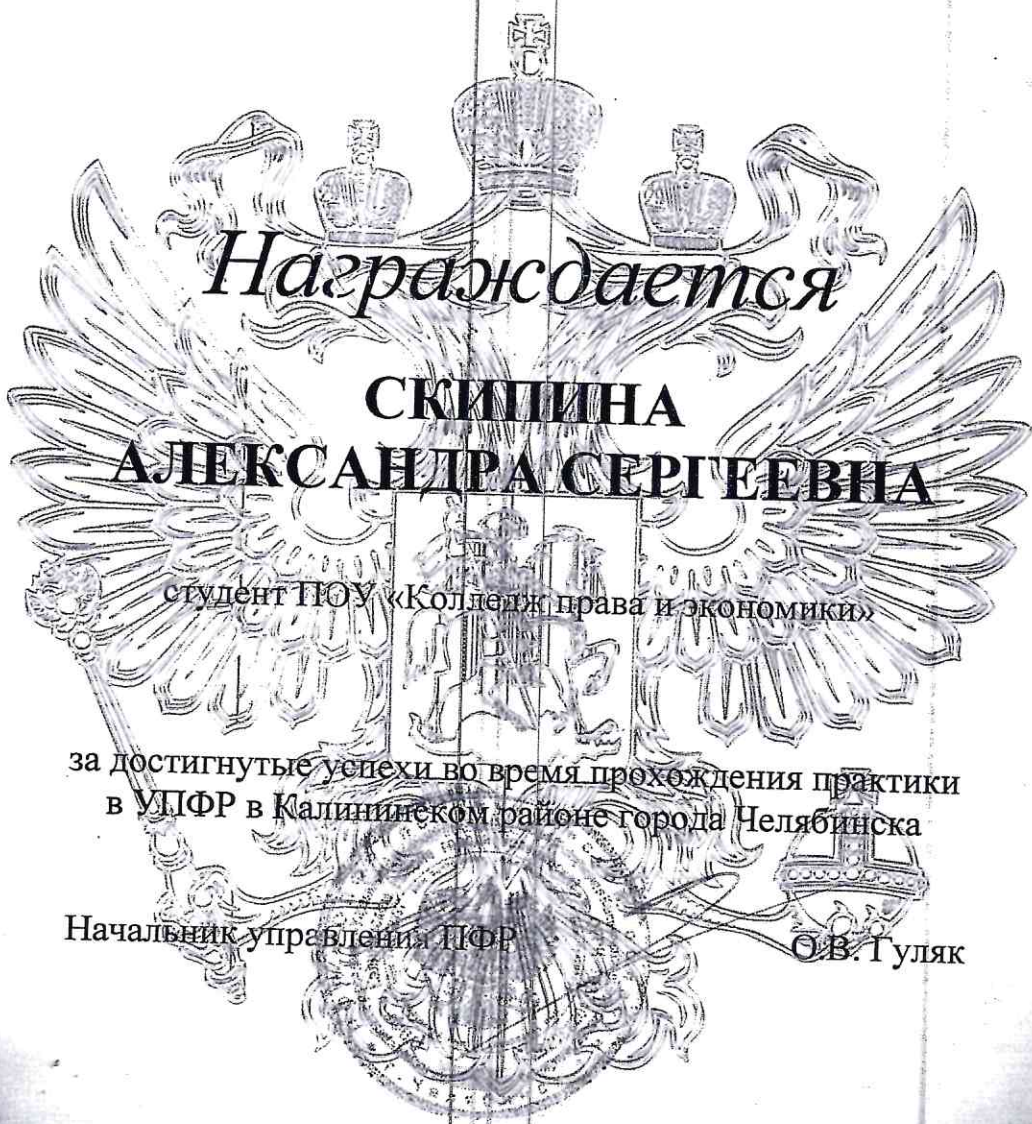 Награждается
СКИПИНА
АЛЕКСАНДРА СЕРГЕЕВНА
студент ПОУ «Колледж права и экономики»
за достигнутые успехи во время прохождения практики
в УПФР в Калининском районе города Челябинска
Начальник управления ПФР О.В. Гуляк